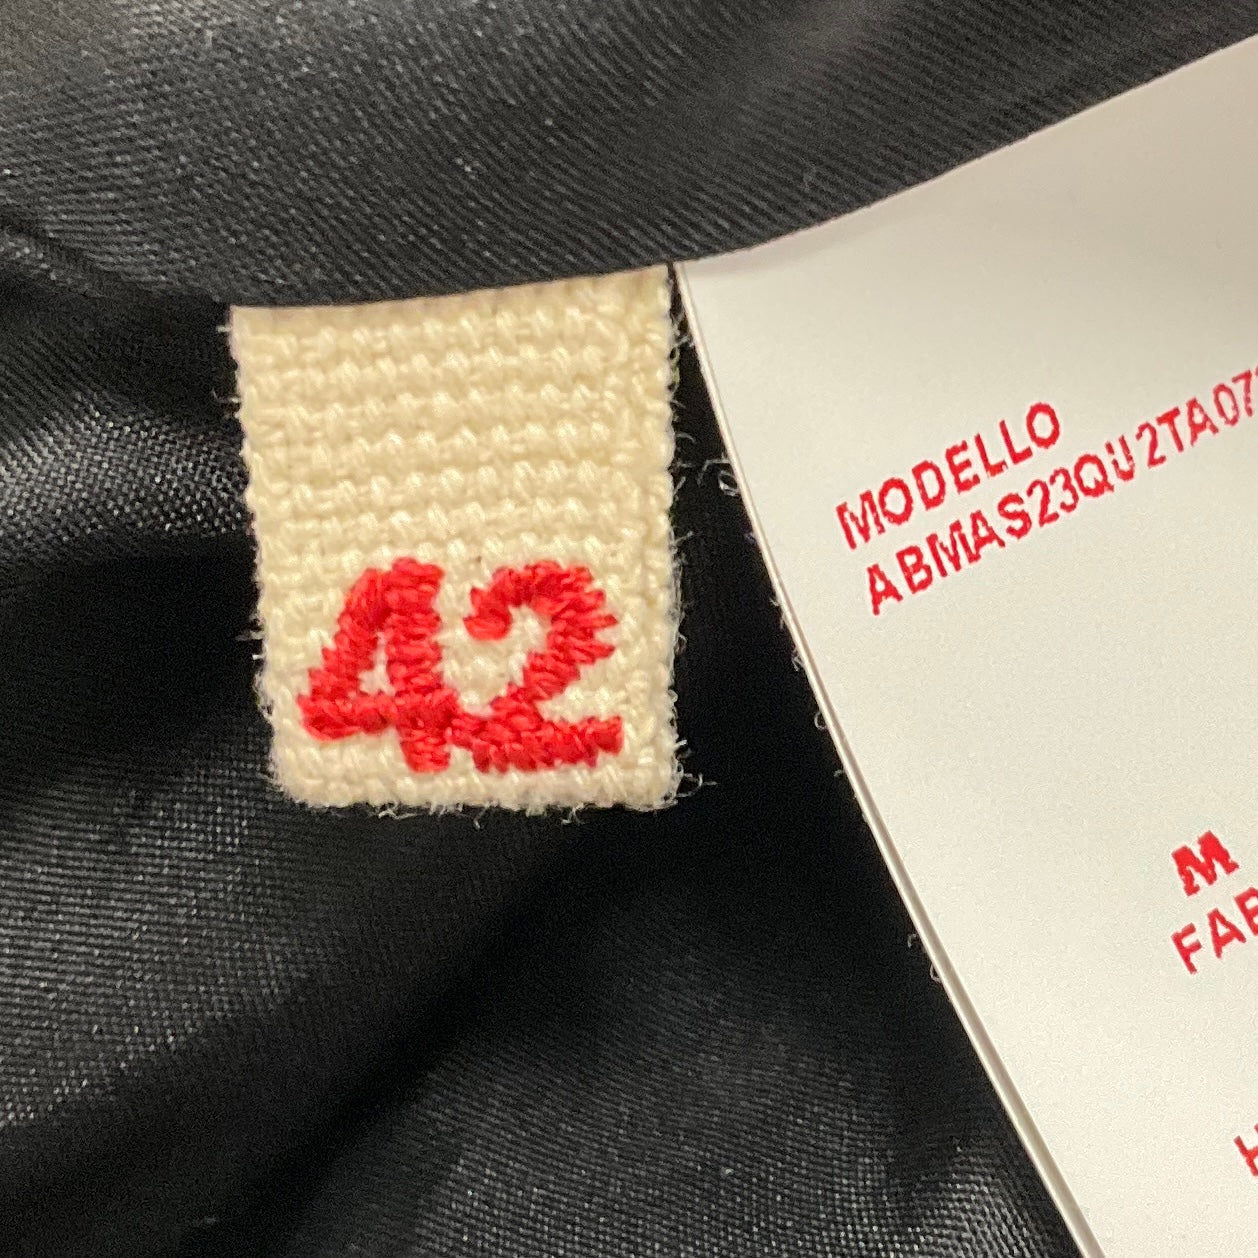 42
MODELLO
ABMAS23QU2TA07
M
FAB
H